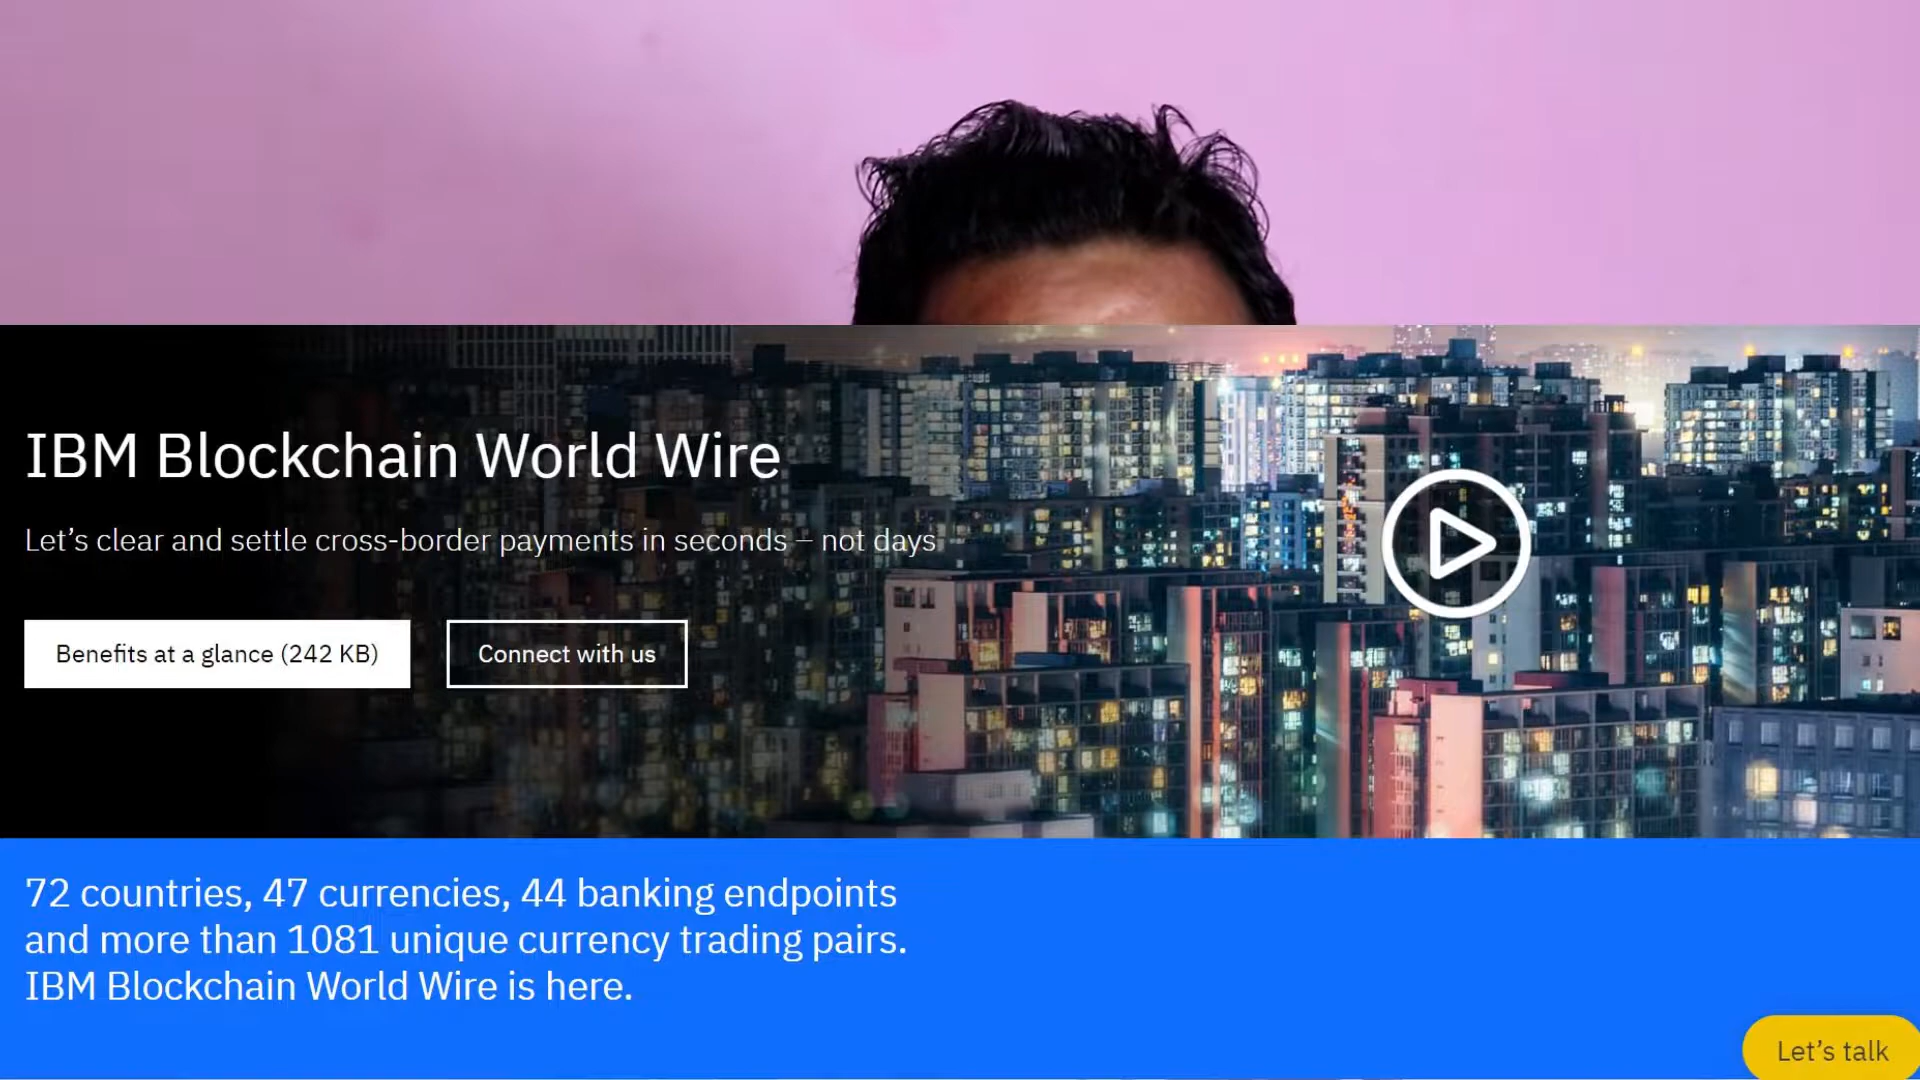 IBM Blockchain World Wire
Let’s clear and settle cross-border payments in seconds – not days
Benefits at a glance (242 KB)
Connect with us
72 countries, 47 currencies, 44 banking endpoints
and more than 1081 unique currency trading pairs.
IBM Blockchain World Wire is here.
Let’s talk